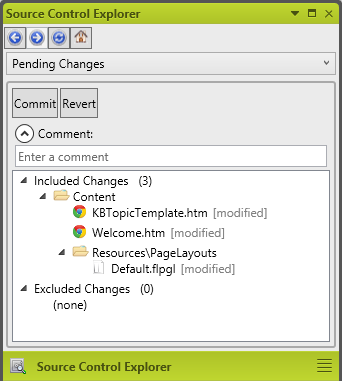 Source Control Explorer
Pending Changes
Commit Revert
Comment:
Enter a comment
Included Changes (3)
Content
KBTopicTemplate.htm [modified]
Welcome.htm [modified]
Resources\PageLayouts
Default.flpgl [modified]
Excluded Changes (0)
(none)
Source Control Explorer